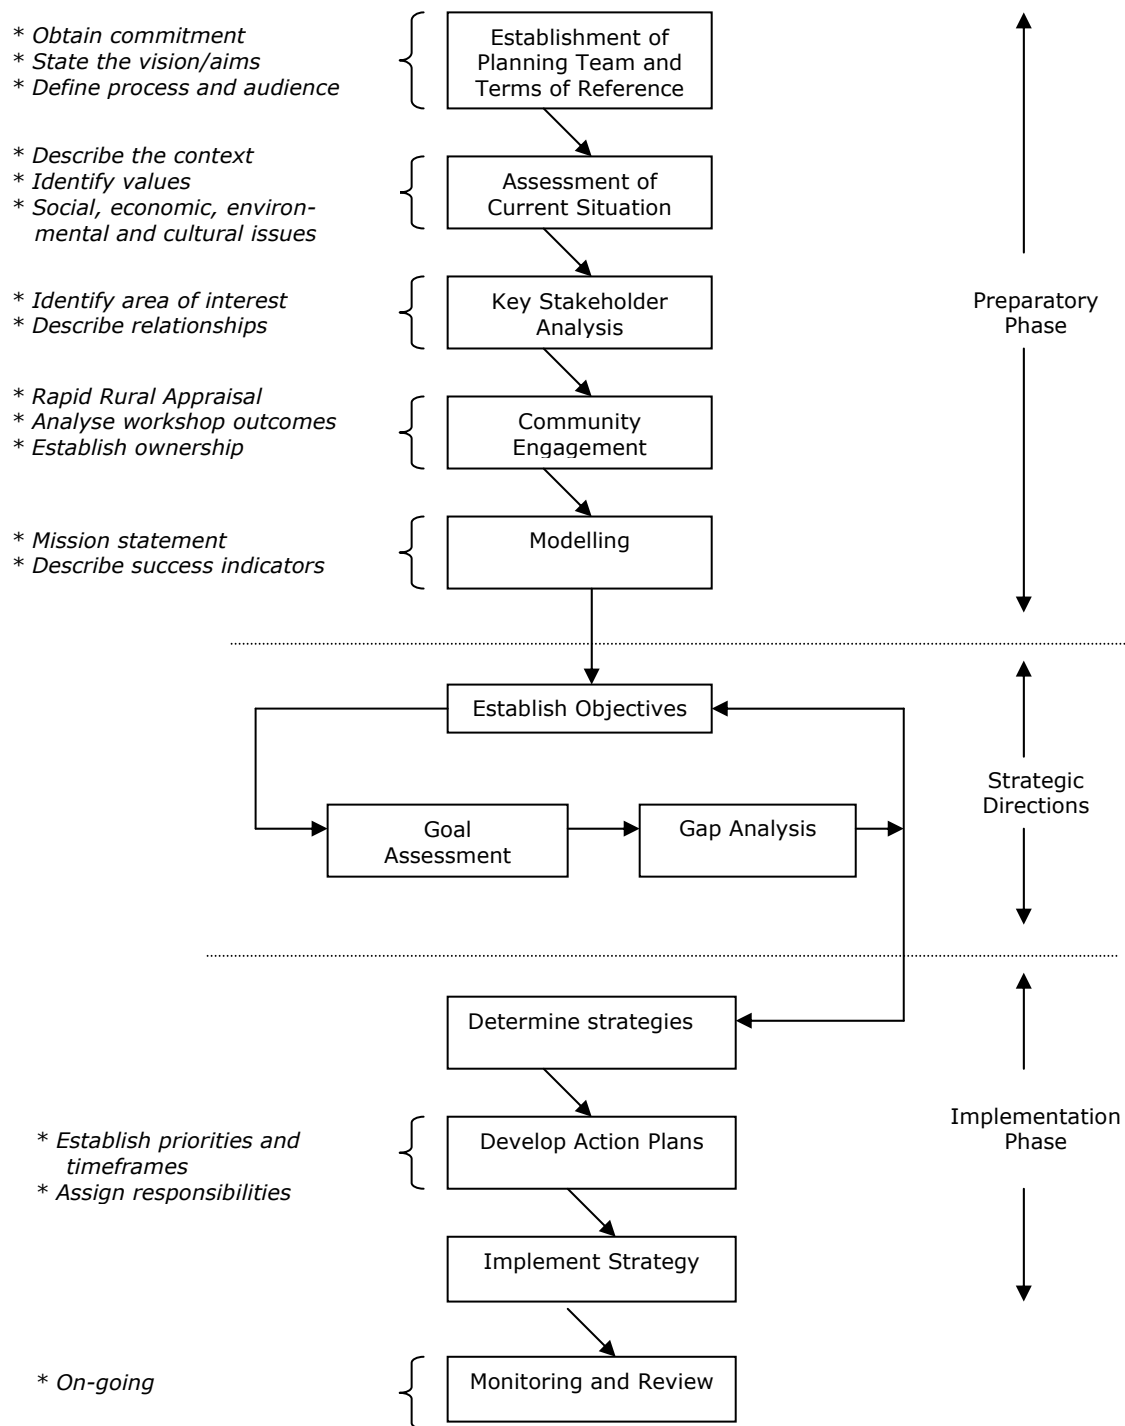 * Obtain commitment
* State the vision/aims
* Define process and audience
Establishment of
Planning Team and
Terms of Reference
* Describe the context
* Identify values
* Social, economic, environ-
mental and cultural issues
Assessment of
Current Situation
* Identify area of interest
* Describe relationships
Key Stakeholder
Analysis
Preparatory
Phase
* Rapid Rural Appraisal
* Analyse workshop outcomes
* Establish ownership
Community
Engagement
* Mission statement
* Describe success indicators
Modelling
Establish Objectives
Goal
Assessment
Gap Analysis
Strategic
Directions
Determine strategies
* Establish priorities and
timeframes
* Assign responsibilities
Develop Action Plans
Implementation
Phase
Implement Strategy
* On-going
Monitoring and Review